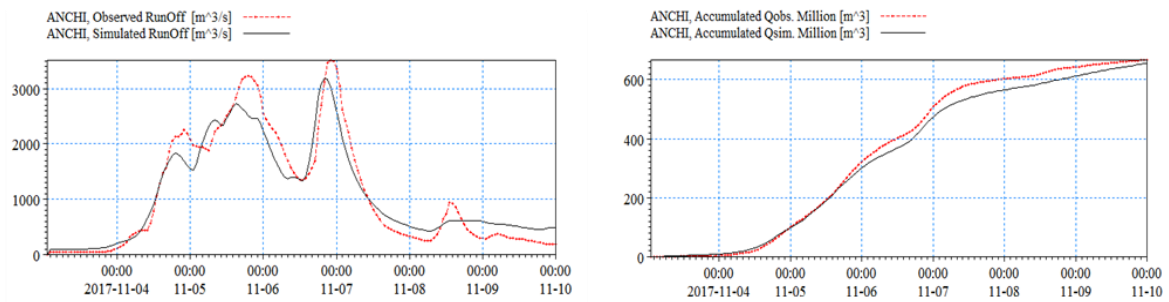 ANCHI, Observed RunOff [m^3/s]
ANCHI, Simulated RunOff [m^3/s]
3000
2000
1000
0
00:00 00:00 00:00 00:00 00:00 00:00 00:00
2017-11-04 11-05 11-06 11-07 11-08 11-09 11-10
ANCHI, Accumulated Qobs. Million [m^3]
ANCHI, Accumulated Qsim. Million [m^3]
600
400
200
0
00:00 00:00 00:00 00:00 00:00 00:00 00:00
2017-11-04 11-05 11-06 11-07 11-08 11-09 11-10